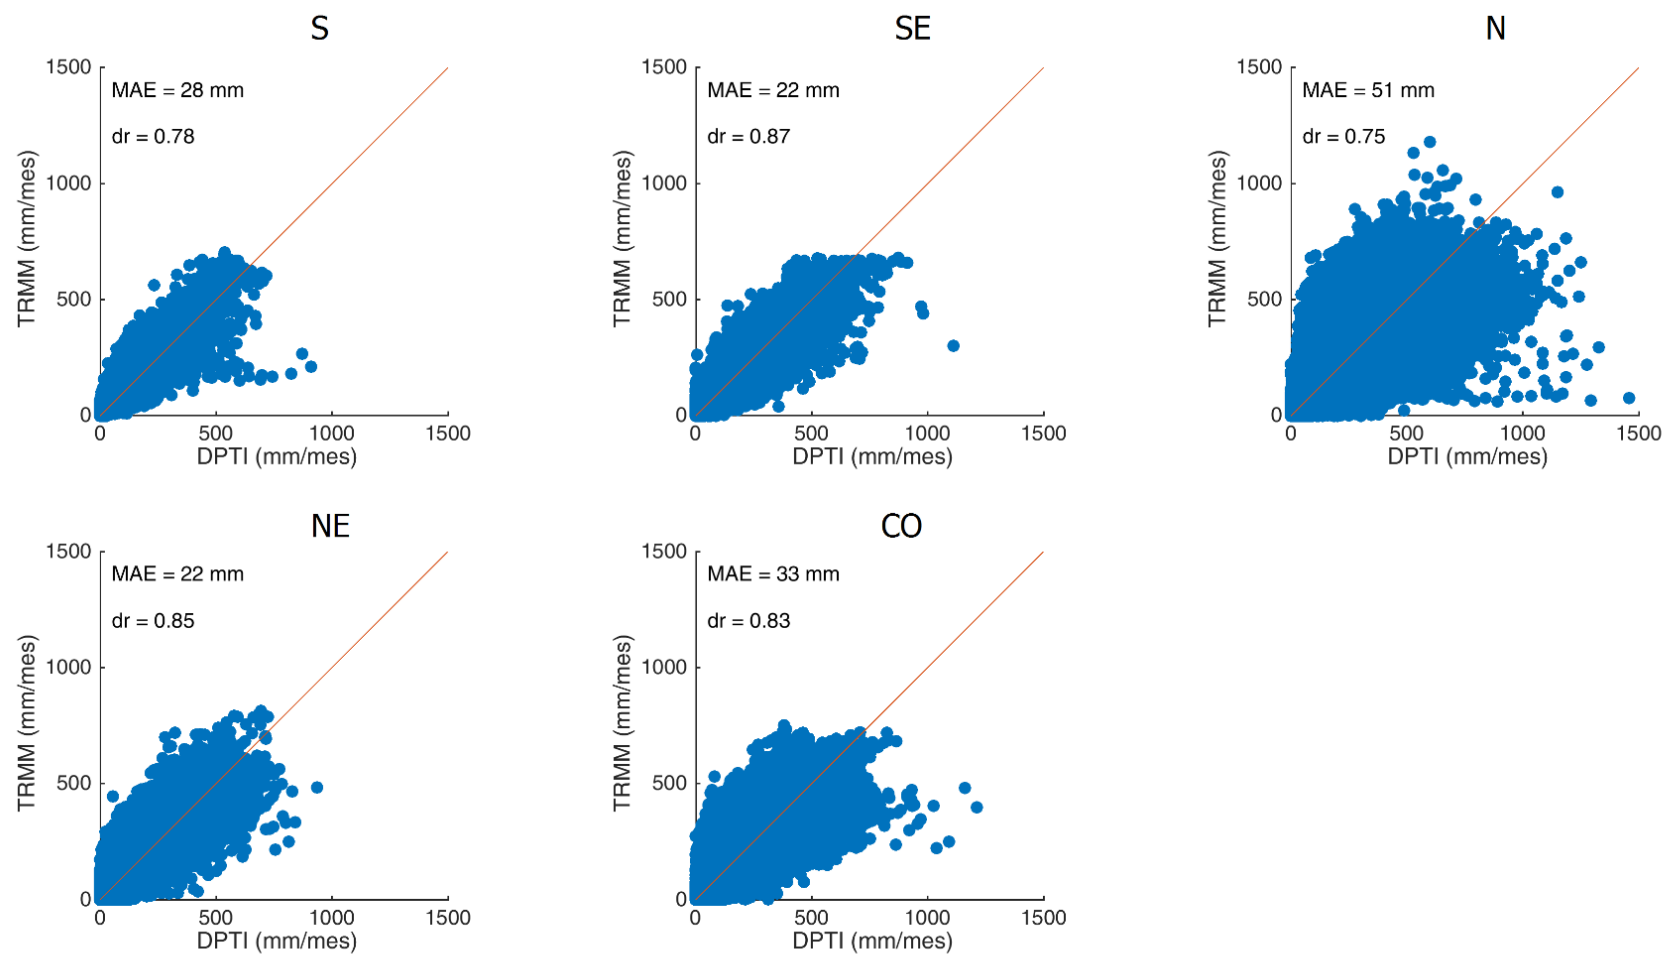 S
MAE = 28 mm
dr = 0.78
TRMM (mm/mes)
1500
1000
500
0
0 500 1000 1500
DPTI (mm/mes)
SE
MAE = 22 mm
dr = 0.87
TRMM (mm/mes)
1500
1000
500
0
0 500 1000 1500
DPTI (mm/mes)
N
MAE = 51 mm
dr = 0.75
TRMM (mm/mes)
1500
1000
500
0
0 500 1000 1500
DPTI (mm/mes)
NE
MAE = 22 mm
dr = 0.85
TRMM (mm/mes)
1500
1000
500
0
0 500 1000 1500
DPTI (mm/mes)
CO
MAE = 33 mm
dr = 0.83
TRMM (mm/mes)
1500
1000
500
0
0 500 1000 1500
DPTI (mm/mes)